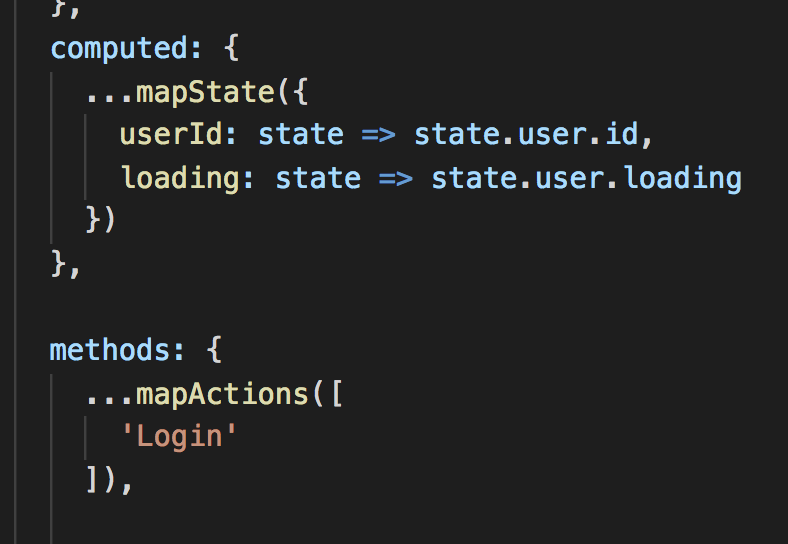 },
computed: {
...mapState({
userId: state => state.user.id,
loading: state => state.user.loading
})
},
methods: {
...mapActions([
'Login'
]),